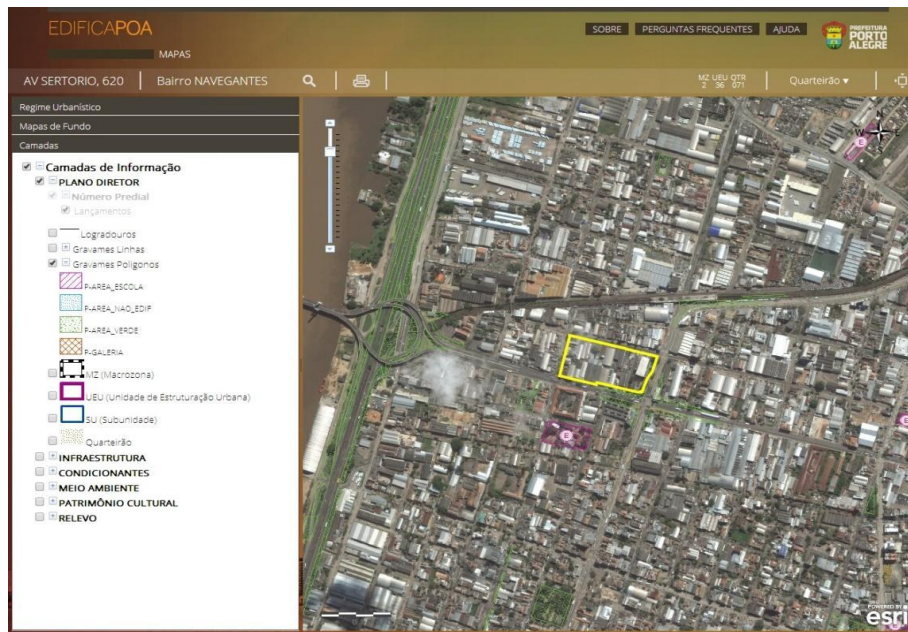 EDIFICAPOA
SOBRE
PERGUNTAS FREQUENTES
AJUDA
PREFEITURA
PORTO
ALEGRE
MAPAS
AV SERTORIO, 620
Bairro NAVEGANTES
MZ UEU QTR
2 36 071
Quarteirão
Regime Urbanístico
Mapas de Fundo
Camadas
Camadas de Informação
PLANO DIRETOR
Número Predial
Lançamentos
Logradouros
Gravames Linhas
Gravames Poligonos
P-AREA_ESCOLA
P-AREA_NAO_EDIP
P-AREA_VERDE
P-GALERIA
MZ (Macrozona)
UEU (Unidade de Estruturação Urbana)
SU (Subunidade)
Quarteirão
INFRAESTRUTURA
CONDICIONANTES
MEIO AMBIENTE
PATRIMÔNIO CULTURAL
RELEVO
W
E
E
E
POWERED BY
esri